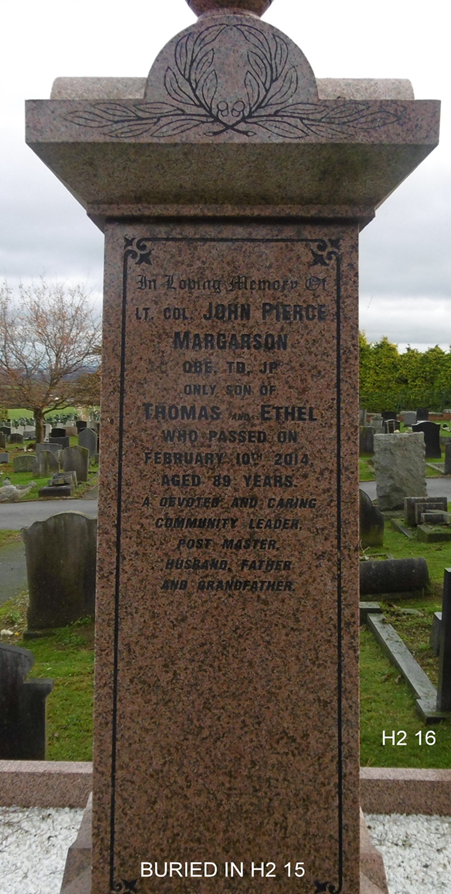 In Loving Memory Of
LT. COL. JOHN PIERCE
MARGARSON
OBE, TD, JP
ONLY SON OF
THOMAS AND ETHEL
WHO PASSED ON
FEBRUARY 10TH 2014,
AGED 89 YEARS.
A DEVOTED AND CARING
COMMUNITY LEADER,
POST MASTER,
HUSBAND, FATHER
AND GRANDFATHER.
H2 16
BURIED IN H2 15